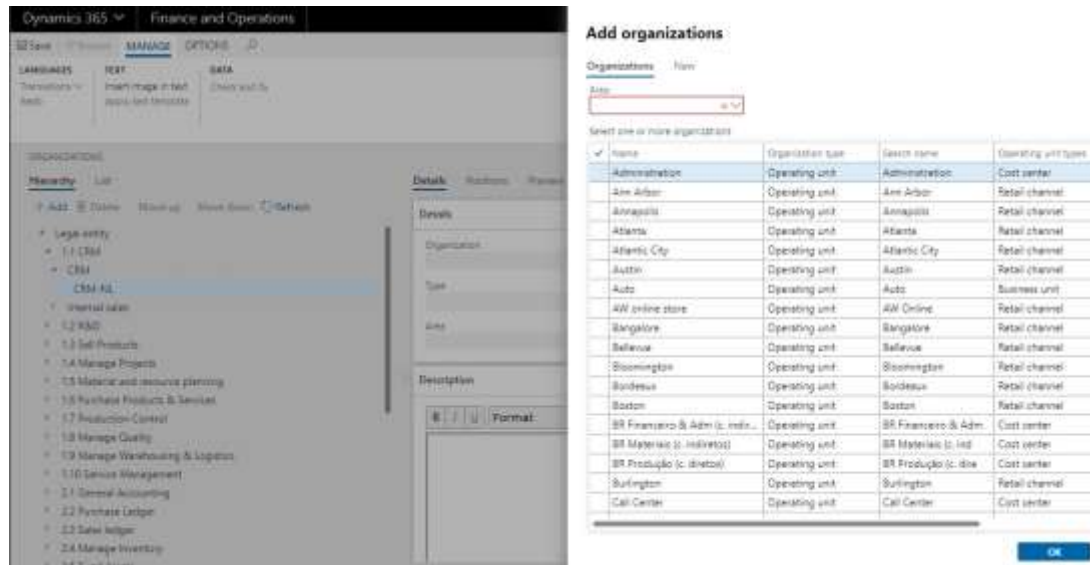 Dynamics 365
Finance and Operations
Save
MANAGE
OPTIONS
LANGUAGES
TEXT
DATA
Translations
Insert image in text
ORGANIZATIONS
Hierarchy
List
+ Add
Delete
Move up
Move down
Refresh
Legal entity
1.1 CRM
CRM
CRM-NL
Internal sales
1.2 R&D
1.3 Sell Products
1.4 Manage Projects
1.5 Material and resource planning
1.6 Purchase Products & Services
1.7 Production Control
1.8 Manage Quality
1.9 Manage Warehousing & Logistics
1.10 Service Management
2.1 General Accounting
2.2 Purchase Ledger
2.3 Sales ledger
2.4 Manage Inventory
Details
Positions
Preview
Details
Organization
Type
Area
Description
B I U Format
Add organizations
Organizations
New
Area
Select one or more organizations
Name Organization type Search name Operating unit types
Administration Operating unit Administration Cost center
Ann Arbor Operating unit Ann Arbor Retail channel
Annapolis Operating unit Annapolis Retail channel
Atlanta Operating unit Atlanta Retail channel
Atlantic City Operating unit Atlantic City Retail channel
Austin Operating unit Austin Retail channel
Auto Operating unit Auto Business unit
AW online store Operating unit AW Online Retail channel
Bangalore Operating unit Bangalore Retail channel
Bellevue Operating unit Bellevue Retail channel
Bloomington Operating unit Bloomington Retail channel
Bordeaux Operating unit Bordeaux Retail channel
Boston Operating unit Boston Retail channel
BR Financeiro & Adm (c. indir... Operating unit BR Financeiro & Adm Cost center
BR Materiais (c. indiretos) Operating unit BR Materiais (c. ind Cost center
BR Produção (c. diretos) Operating unit BR Produção (c. dire Cost center
Burlington Operating unit Burlington Retail channel
Call Center Operating unit Call Center Cost center
OK